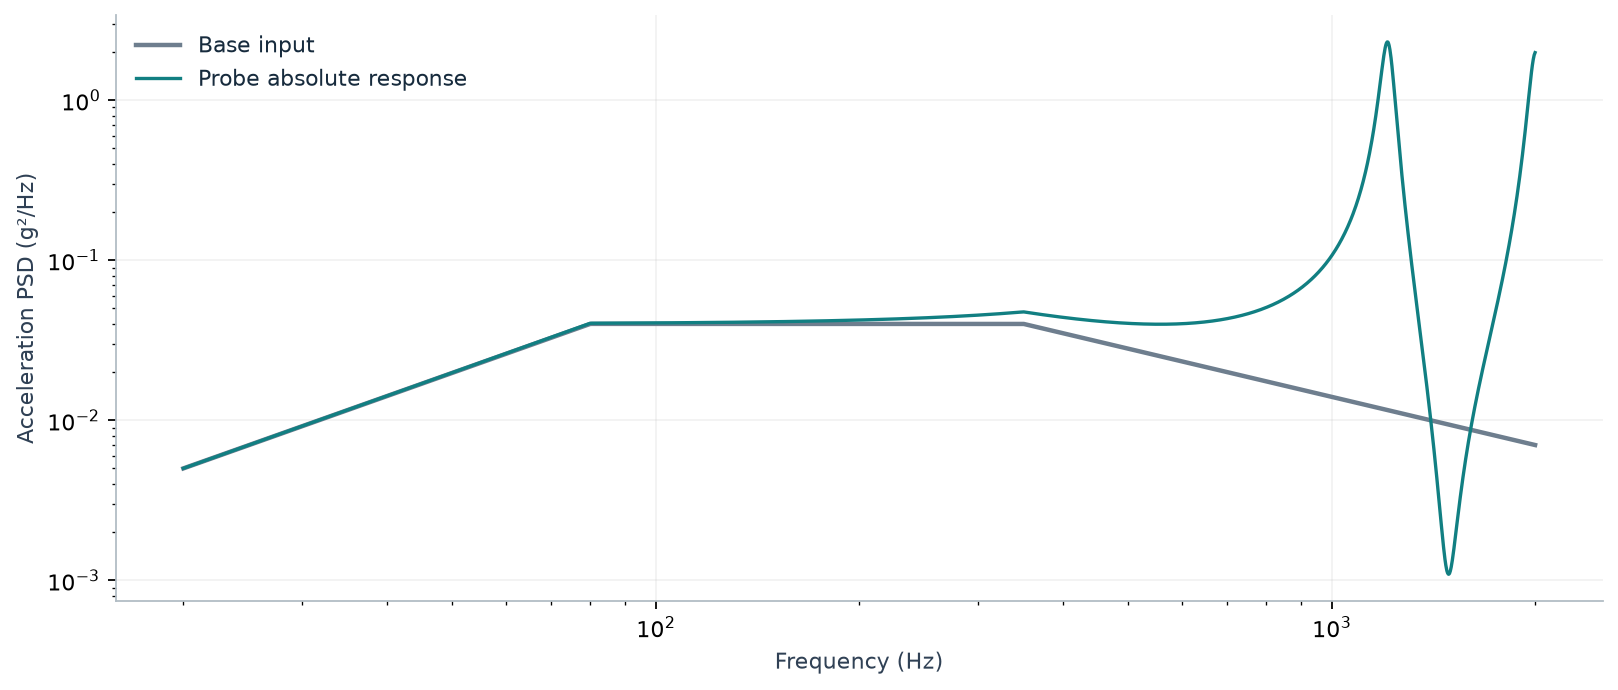 Base input
Probe absolute response
Acceleration PSD (g²/Hz)
10⁰
10⁻¹
10⁻²
10⁻³
10²
10³
Frequency (Hz)